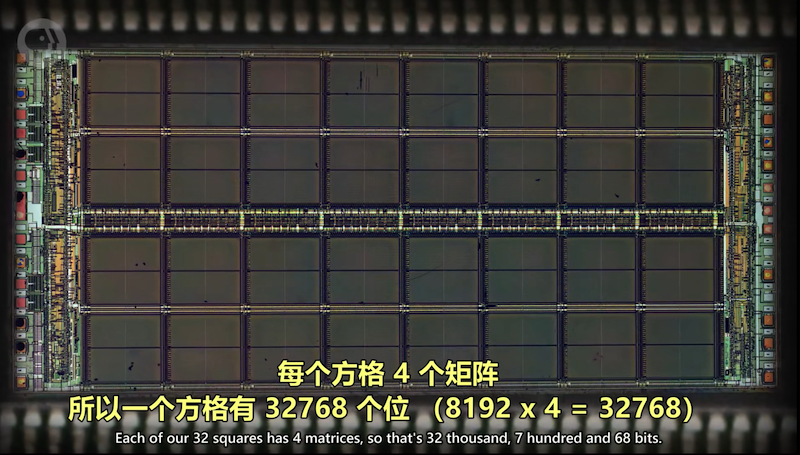 每个方格 4 个矩阵
所以一个方格有 32768 个位 （8192 x 4 = 32768）
Each of our 32 squares has 4 matrices, so that's 32 thousand, 7 hundred and 68 bits.